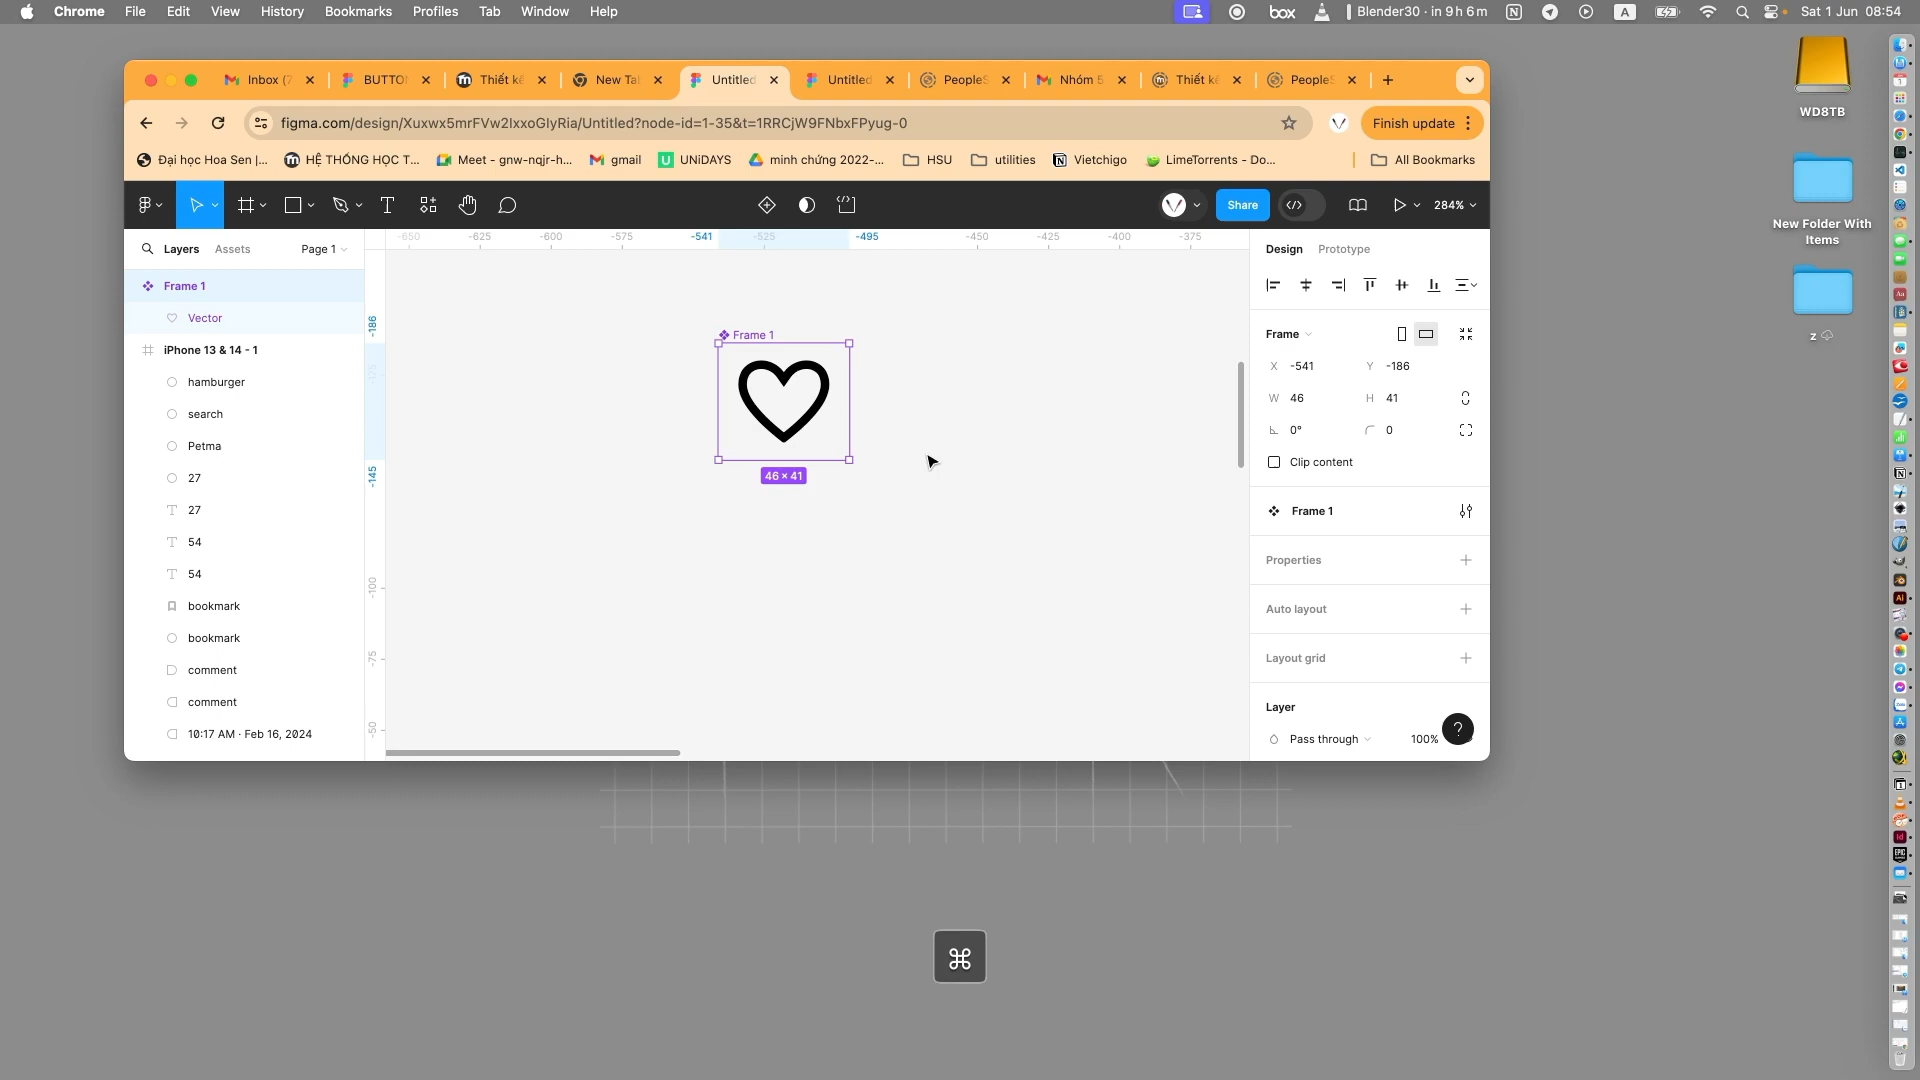 Chrome File Edit View History Bookmarks Profiles Tab Window Help
box Blender30 · in 9 h 6 m A Sat 1 Jun 08:54
Inbox (7 BUTTO Thiết kế New Ta Untitled Untitled PeopleS Nhóm 5 Thiết kế PeopleS
figma.com/design/Xuxwx5mrFVw2IxxoGIyRia/Untitled?node-id=1-35&t=1RRCjW9FNbxFPyug-0
Finish update
Đại học Hoa Sen |... HỆ THỐNG HỌC T... Meet - gnw-nqjr-h... gmail UNiDAYS minh chứng 2022-... HSU utilities Vietchigo LimeTorrents - Do... All Bookmarks
Share 284%
Layers Assets Page 1
-650 -625 -600 -575 -541 -525 -495 -450 -425 -400 -375
Design Prototype
Frame 1
Vector
iPhone 13 & 14 - 1
hamburger
search
Petma
27
27
54
54
bookmark
bookmark
comment
comment
10:17 AM · Feb 16, 2024
-186
-175
-145
-100
-75
-50
Frame 1
46 × 41
Frame
X -541 Y -186
W 46 H 41
0° 0
Clip content
Frame 1
Properties
Auto layout
Layout grid
Layer
Pass through 100%
?
WD8TB
New Folder With
Items
z
⌘